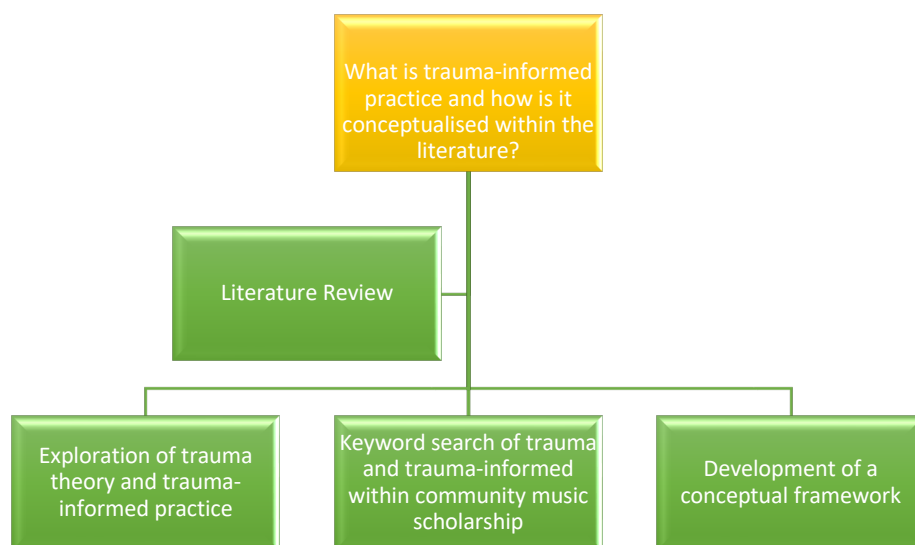 What is trauma-informed
practice and how is it
conceptualised within the
literature?
Literature Review
Exploration of trauma
theory and trauma-
informed practice
Keyword search of trauma
and trauma-informed
within community music
scholarship
Development of a
conceptual framework